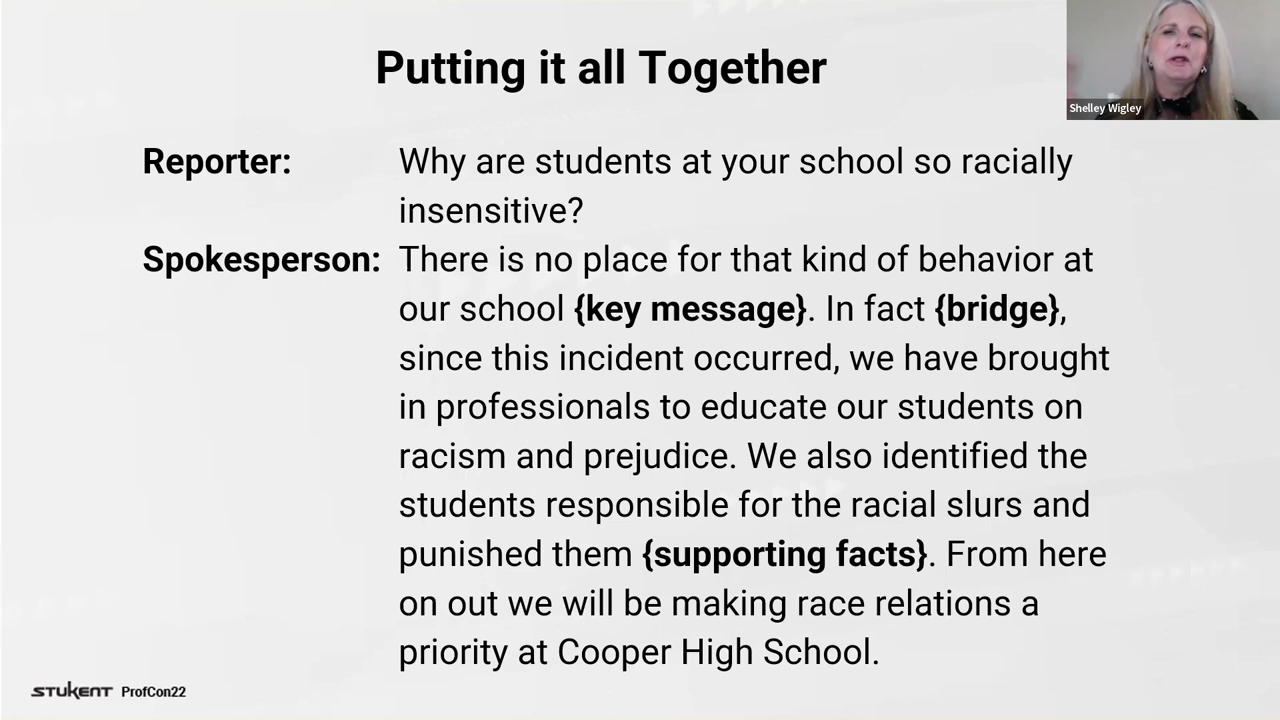 Putting it all Together
Shelley Wigley
Reporter: Why are students at your school so racially
insensitive?
Spokesperson: There is no place for that kind of behavior at
our school {key message}. In fact {bridge},
since this incident occurred, we have brought
in professionals to educate our students on
racism and prejudice. We also identified the
students responsible for the racial slurs and
punished them {supporting facts}. From here
on out we will be making race relations a
priority at Cooper High School.
STUKENT ProfCon22